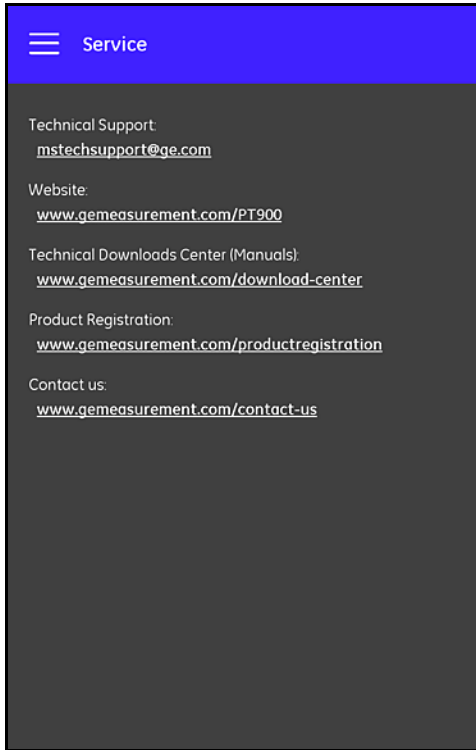 Service
Technical Support:
mstechsupport@ge.com
Website:
www.gemeasurement.com/PT900
Technical Downloads Center (Manuals):
www.gemeasurement.com/download-center
Product Registration:
www.gemeasurement.com/productregistration
Contact us:
www.gemeasurement.com/contact-us